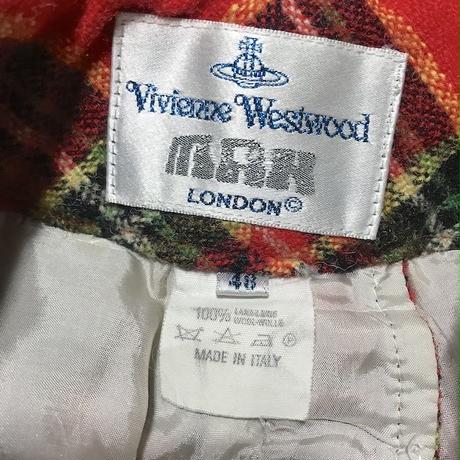 Vivienne Westwood
MAN
LONDON©
48
100% LANA-LAINE
WOOL-WOLLE
MADE IN ITALY